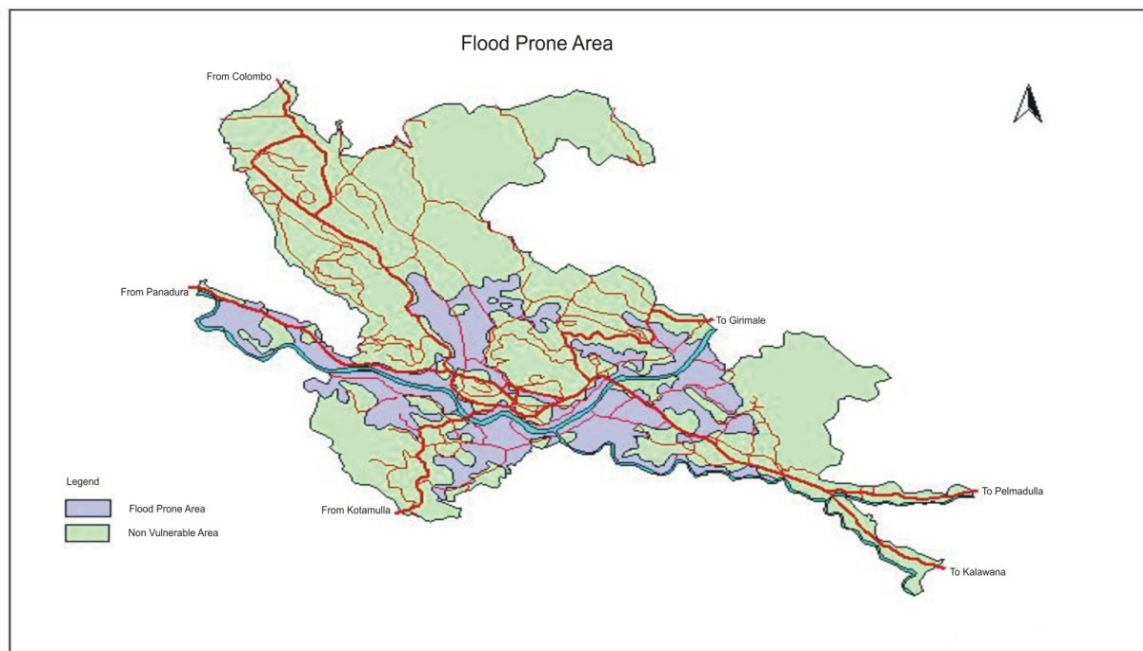 Flood Prone Area
From Colombo
From Panadura
To Girimale
Legend
Flood Prone Area
Non Vulnerable Area
From Kotamulla
To Pelmadulla
To Kalawana